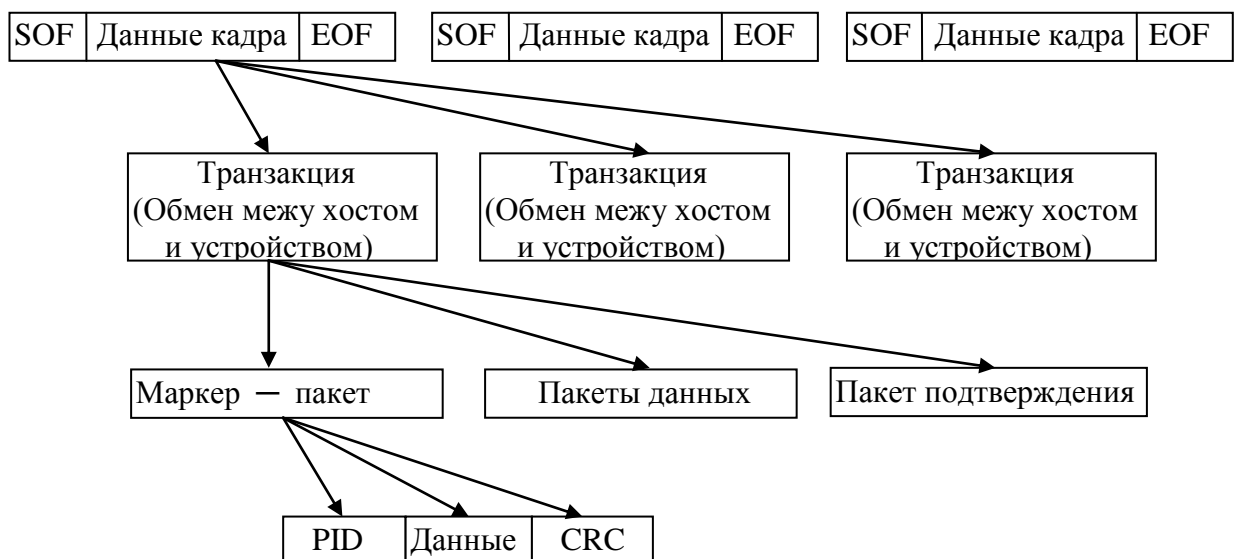 SOF Данные кадра EOF SOF Данные кадра EOF SOF Данные кадра EOF
Транзакция
(Обмен межу хостом
и устройством)
Транзакция
(Обмен межу хостом
и устройством)
Транзакция
(Обмен межу хостом
и устройством)
Маркер — пакет
Пакеты данных
Пакет подтверждения
PID Данные CRC